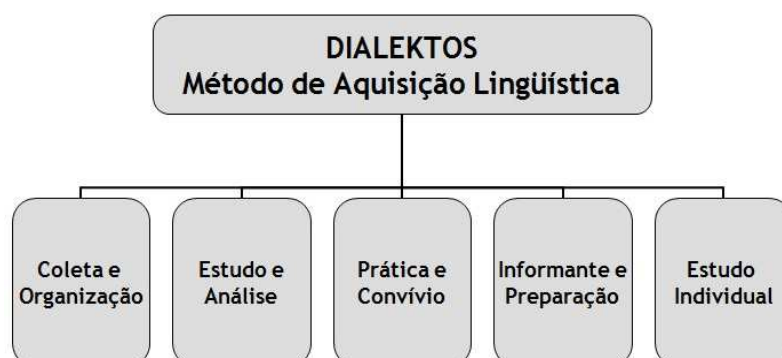 DIALEKTOS
Método de Aquisição Lingüística
Coleta e
Organização
Estudo e
Análise
Prática e
Convívio
Informante e
Preparação
Estudo
Individual